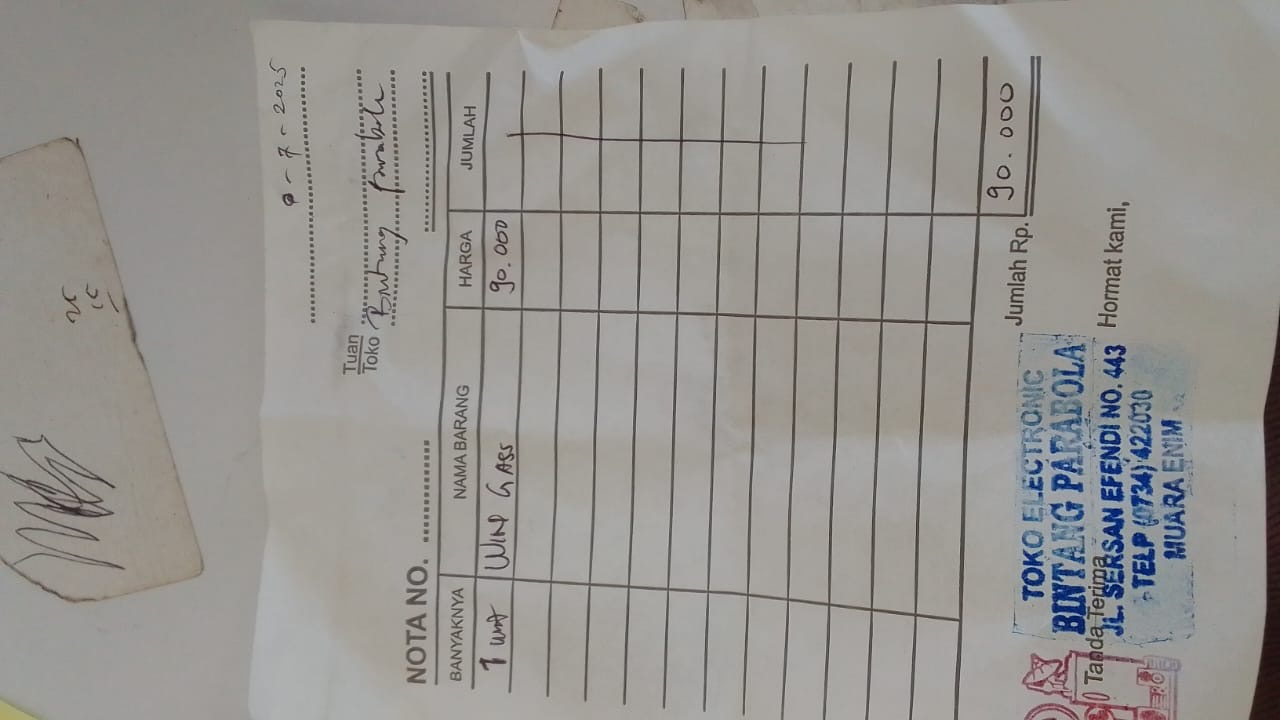 - 7 - 2025
Tuan
Toko Bintang parabola
NOTA NO. ....................
BANYAKNYA NAMA BARANG HARGA JUMLAH
1 unit WIND GASS 90.000
Jumlah Rp. 90.000
Tanda Terima Hormat kami,
TOKO ELECTRONIC
BINTANG PARABOLA
JL. SERSAN EFENDI NO. 443
TELP (0734) 422030
MUARA ENIM